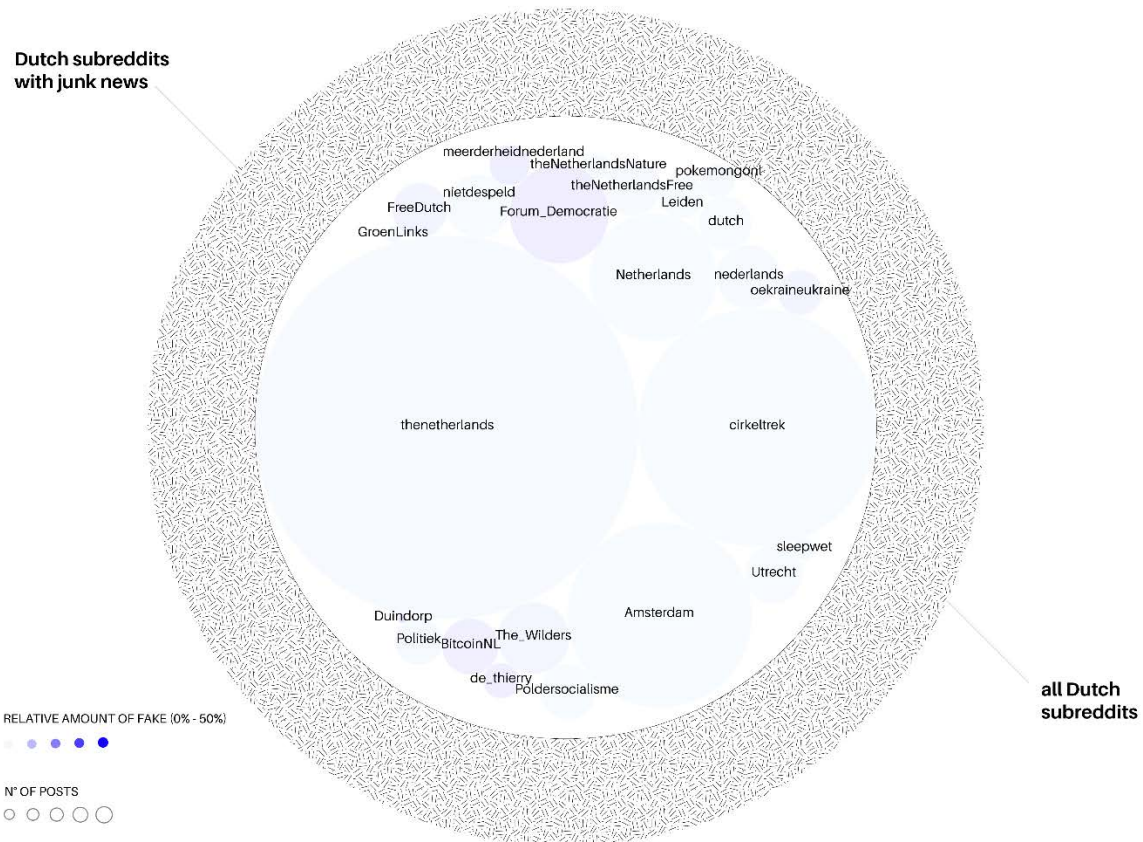 Dutch subreddits
with junk news
meerderheidnederland
theNetherlandsNature
pokemongonl
nietdespeld
theNetherlandsFree
FreeDutch
Forum_Democratie
Leiden
dutch
GroenLinks
Netherlands
nederlands
oekraineukraine
thenetherlands
cirkeltrek
sleepwet
Utrecht
Duindorp
Amsterdam
Politiek
BitcoinNL
The_Wilders
de_thierry
Poldersocialisme
all Dutch
subreddits
RELATIVE AMOUNT OF FAKE (0% - 50%)
N° OF POSTS